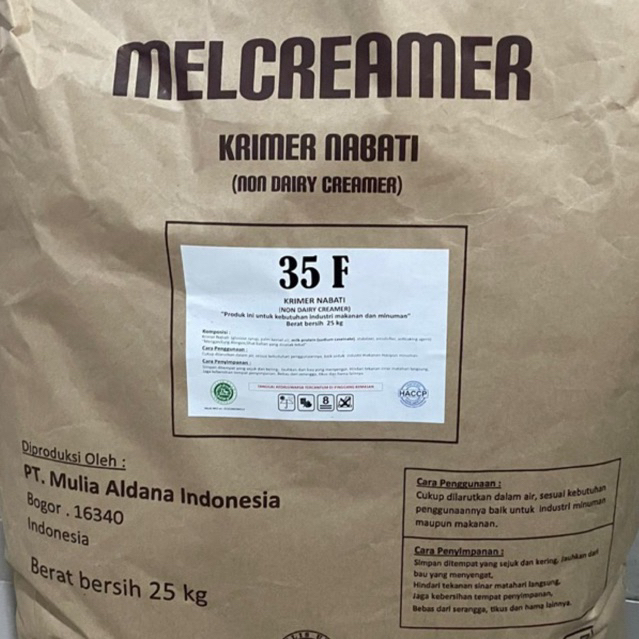 MELCREAMER
KRIMER NABATI
(NON DAIRY CREAMER)
35 F
KRIMER NABATI
(NON DAIRY CREAMER)
"Produk ini untuk kebutuhan industri makanan dan minuman"
Berat bersih 25 kg
Komposisi :
Cara Penggunaan :
Cara Penyimpanan :
8
HACCP
Diproduksi Oleh :
PT. Mulia Aldana Indonesia
Bogor . 16340
Indonesia
Berat bersih 25 kg
Cara Penggunaan :
Cukup dilarutkan dalam air, sesuai kebutuhan
penggunaannya baik untuk industri minuman
maupun makanan.
Cara Penyimpanan :
Simpan ditempat yang sejuk dan kering, jauhkan dari
bau yang menyengat,
Hindari tekanan sinar matahari langsung,
Jaga kebersihan tempat penyimpanan,
Bebas dari serangga, tikus dan hama lainnya.